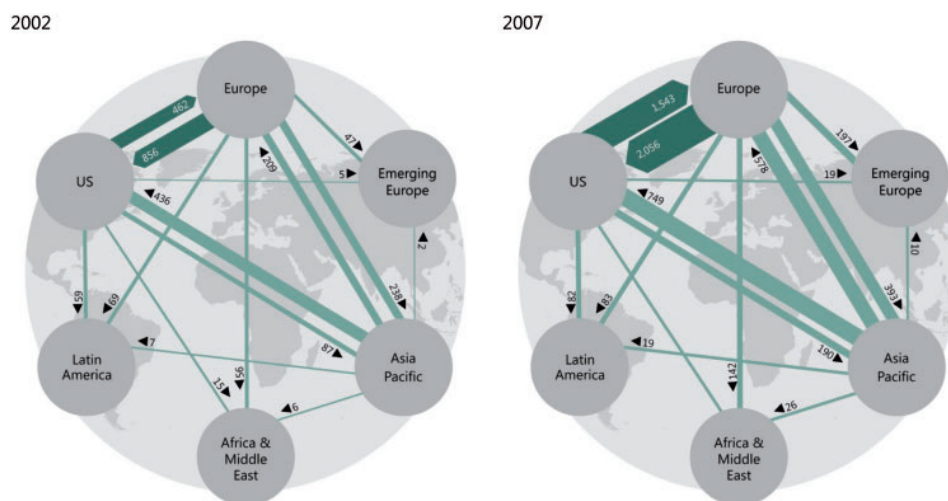 2002
2007
Europe
462
856
47
209
5
US
436
Emerging
Europe
2
59
69
238
7
87
Latin
America
15
56
6
Asia
Pacific
Africa &
Middle
East
Europe
1,543
2,056
197
578
19
US
749
Emerging
Europe
10
82
83
393
19
190
Latin
America
142
26
Asia
Pacific
Africa &
Middle
East